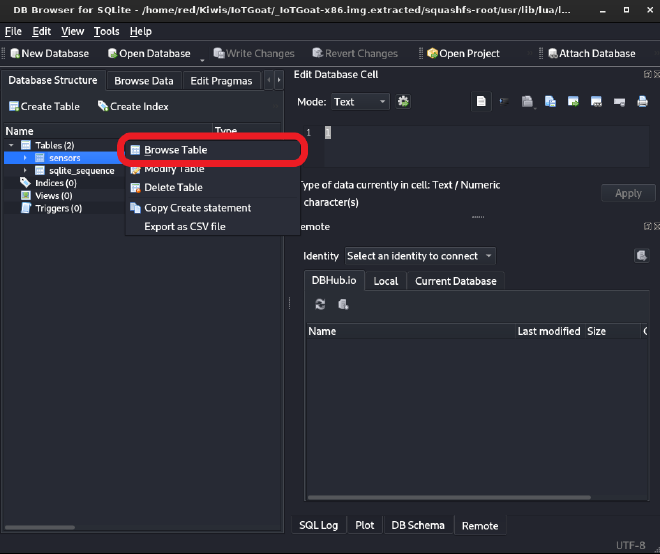 DB Browser for SQLite - /home/red/Kiwis/IoTGoat/_IoTGoat-x86.img.extracted/squashfs-root/usr/lib/lua/l...
File Edit View Tools Help
New Database Open Database Write Changes Revert Changes Open Project Attach Database
Database Structure Browse Data Edit Pragmas
Create Table Create Index
Name Type
Tables (2)
sensors
sqlite_sequence
Indices (0)
Views (0)
Triggers (0)
Browse Table
Modify Table
Delete Table
Copy Create statement
Export as CSV file
Edit Database Cell
Mode: Text
1 1
Type of data currently in cell: Text / Numeric
character(s)
Apply
Remote
Identity Select an identity to connect
DBHub.io Local Current Database
Name Last modified Size
SQL Log Plot DB Schema Remote
UTF-8